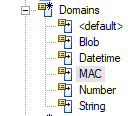 Domains
<default>
Blob
Datetime
MAC
Number
String